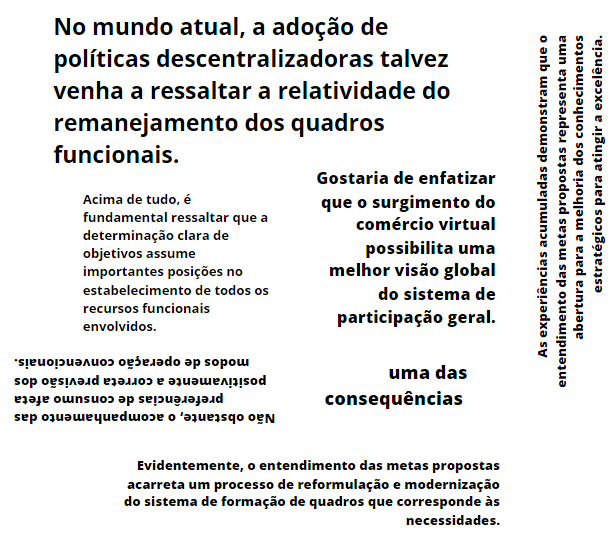 No mundo atual, a adoção de
políticas descentralizadoras talvez
venha a ressaltar a relatividade do
remanejamento dos quadros
funcionais.
Acima de tudo, é
fundamental ressaltar que a
determinação clara de
objetivos assume
importantes posições no
estabelecimento de todos os
recursos funcionais
envolvidos.
Gostaria de enfatizar
que o surgimento do
comércio virtual
possibilita uma
melhor visão global
do sistema de
participação geral.
As experiências acumuladas demonstram que o
entendimento das metas propostas representa uma
abertura para a melhoria dos conhecimentos
estratégicos para atingir a excelência.
Não obstante, o acompanhamento das
preferências de consumo afeta
positivamente a correta previsão dos
modos de operação convencionais.
uma das
consequências
Evidentemente, o entendimento das metas propostas
acarreta um processo de reformulação e modernização
do sistema de formação de quadros que corresponde às
necessidades.